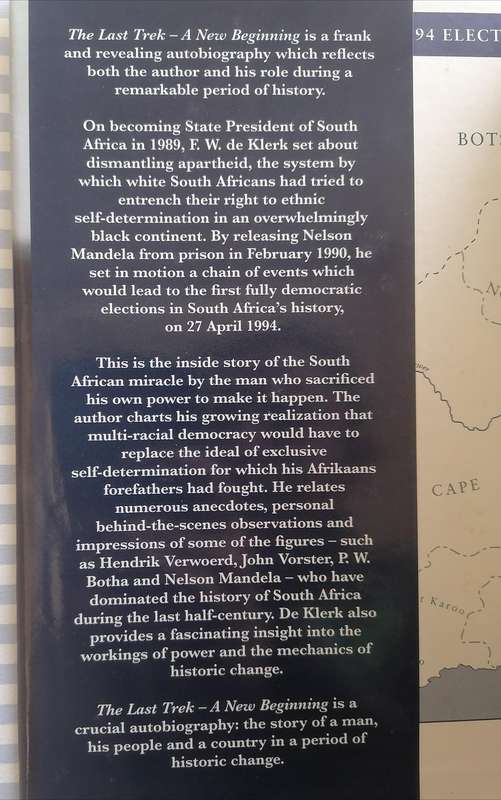 The Last Trek – A New Beginning is a frank
and revealing autobiography which reflects
both the author and his role during a
remarkable period of history.
On becoming State President of South
Africa in 1989, F. W. de Klerk set about
dismantling apartheid, the system by
which white South Africans had tried to
entrench their right to ethnic
self-determination in an overwhelmingly
black continent. By releasing Nelson
Mandela from prison in February 1990, he
set in motion a chain of events which
would lead to the first fully democratic
elections in South Africa's history,
on 27 April 1994.
This is the inside story of the South
African miracle by the man who sacrificed
his own power to make it happen. The
author charts his growing realization that
multi-racial democracy would have to
replace the ideal of exclusive
self-determination for which his Afrikaans
forefathers had fought. He relates
numerous anecdotes, personal
behind-the-scenes observations and
impressions of some of the figures – such
as Hendrik Verwoerd, John Vorster, P. W.
Botha and Nelson Mandela – who have
dominated the history of South Africa
during the last half-century. De Klerk also
provides a fascinating insight into the
workings of power and the mechanics of
historic change.
The Last Trek – A New Beginning is a
crucial autobiography: the story of a man,
his people and a country in a period of
historic change.
94 ELECT
BOTS
CAPE
t Karoo